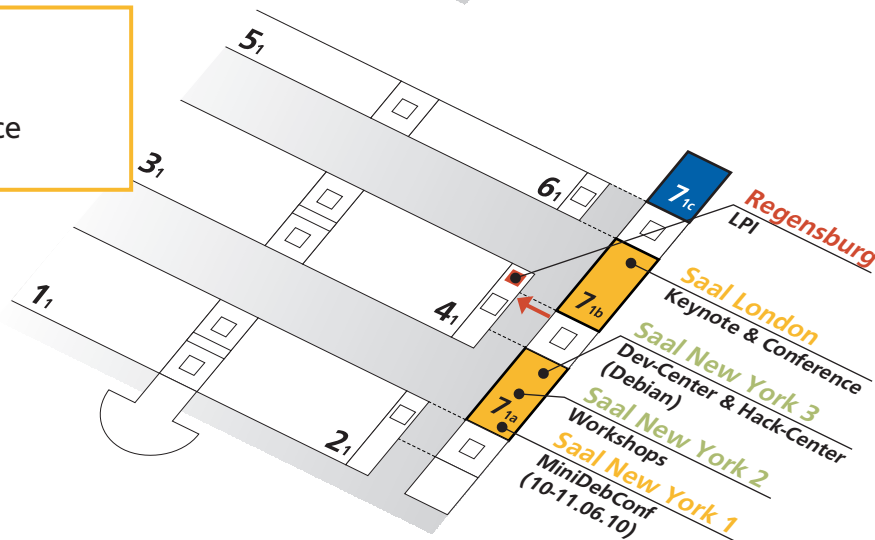 5₁
ce
3₁
6₁
7₁c
Regensburg
LPI
1₁
4₁
7₁b
Saal London
Keynote & Conference
Saal New York 3
Dev-Center & Hack-Center
(Debian)
2₁
7₁a
Saal New York 2
Workshops
Saal New York 1
MiniDebConf
(10-11.06.10)